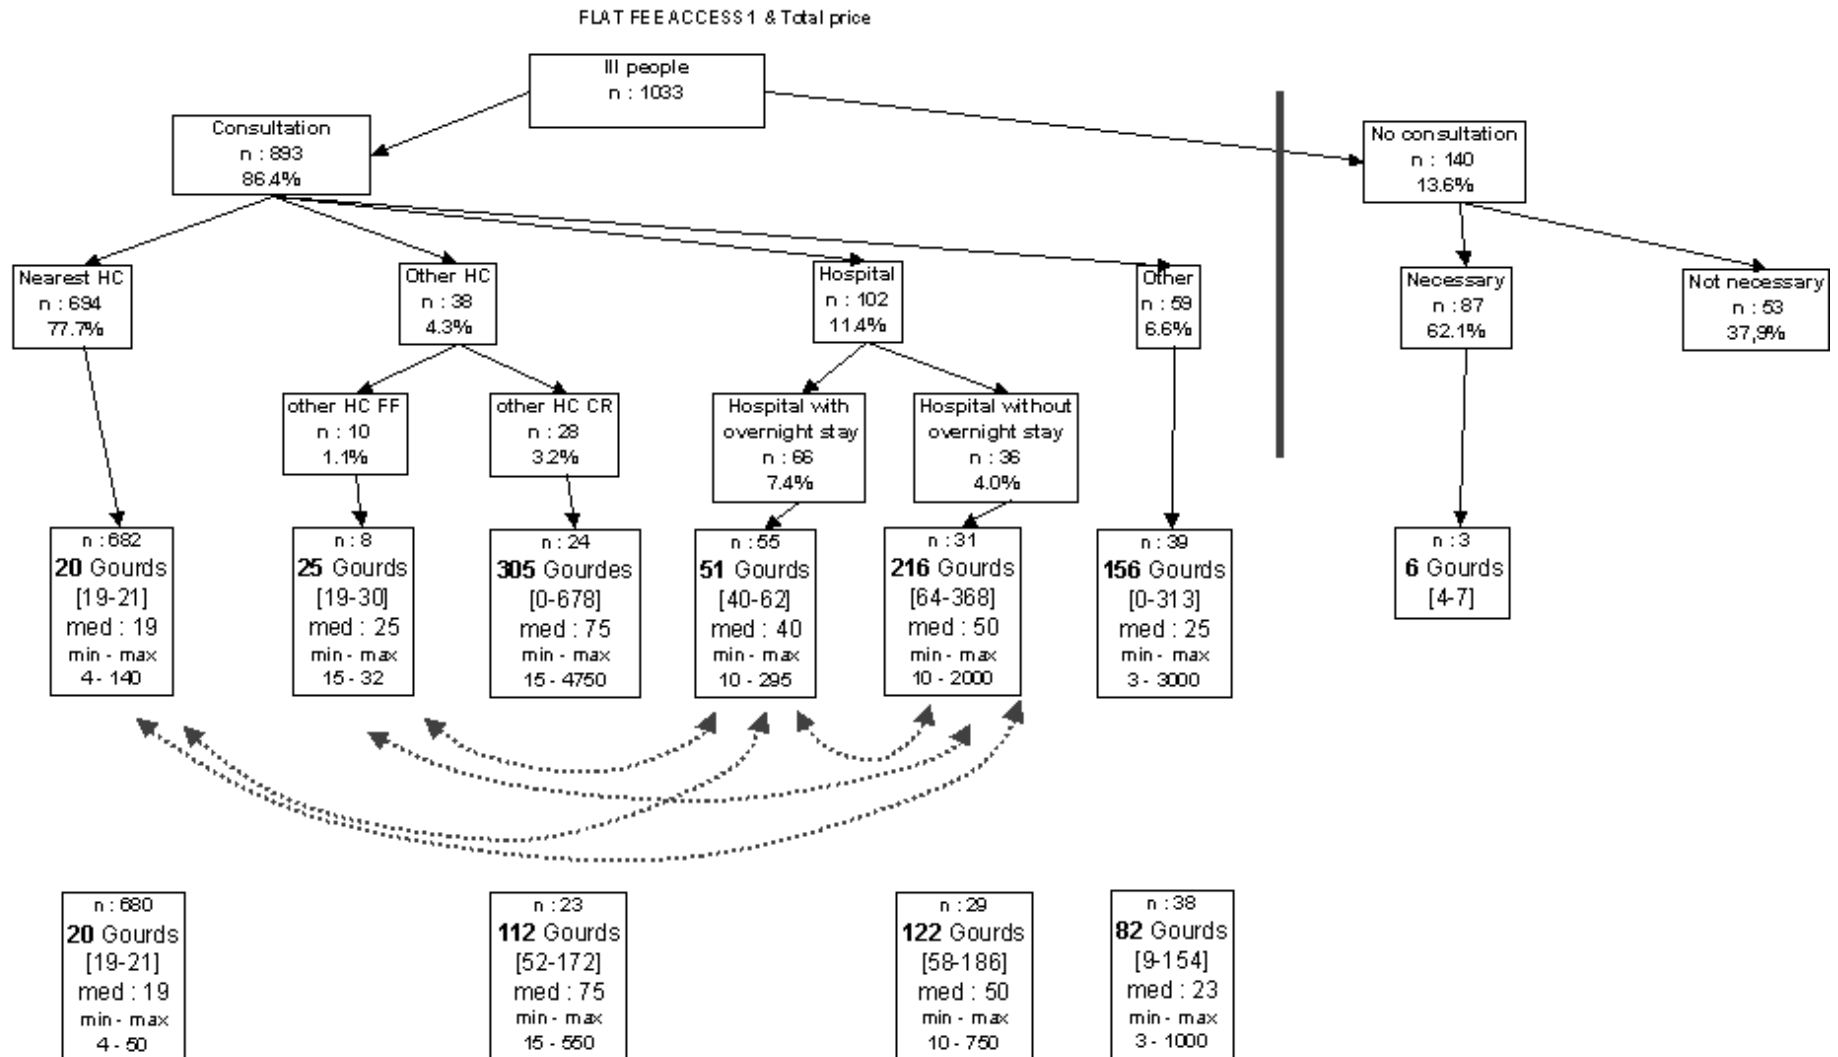 FLAT FEE ACCESS 1 & Total price
Ill people
n : 1033
Consultation
n : 893
86.4%
No consultation
n : 140
13.6%
Nearest HC
n : 694
77.7%
Other HC
n : 38
4.3%
Hospital
n : 102
11.4%
Other
n : 59
6.6%
Necessary
n : 87
62.1%
Not necessary
n : 53
37,9%
other HC FF
n : 10
1.1%
other HC CR
n : 28
3.2%
Hospital with
overnight stay
n : 66
7.4%
Hospital without
overnight stay
n : 36
4.0%
n : 682
20 Gourds
[19-21]
med : 19
min - max
4 - 140
n : 8
25 Gourds
[19-30]
med : 25
min - max
15 - 32
n : 24
305 Gourdes
[0-678]
med : 75
min - max
15 - 4750
n : 55
51 Gourds
[40-62]
med : 40
min - max
10 - 295
n : 31
216 Gourds
[64-368]
med : 50
min - max
10 - 2000
n : 39
156 Gourds
[0-313]
med : 25
min - max
3 - 3000
n : 3
6 Gourds
[4-7]
n : 680
20 Gourds
[19-21]
med : 19
min - max
4 - 50
n : 23
112 Gourds
[52-172]
med : 75
min - max
15 - 550
n : 29
122 Gourds
[58-186]
med : 50
min - max
10 - 750
n : 38
82 Gourds
[9-154]
med : 23
min - max
3 - 1000